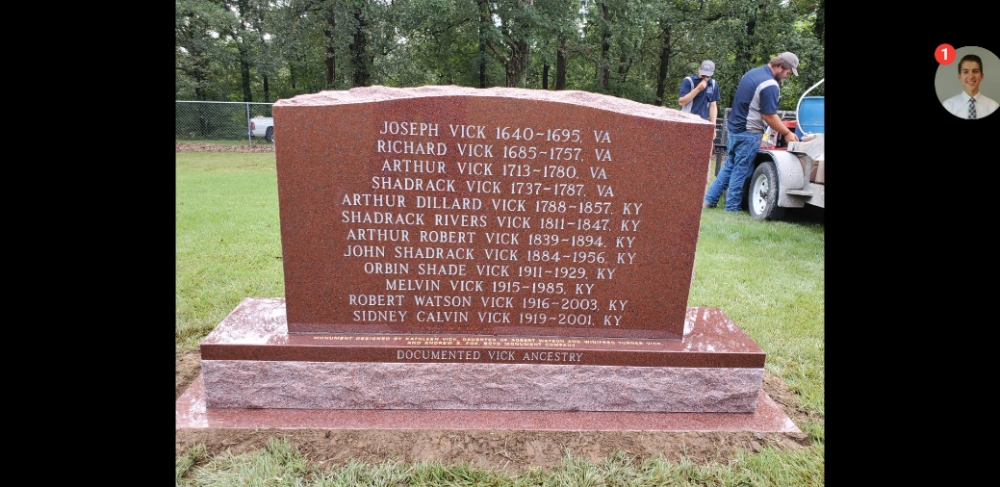 JOSEPH VICK 1640~1695, VA
RICHARD VICK 1685~1757, VA
ARTHUR VICK 1713~1780, VA
SHADRACK VICK 1737~1787, VA
ARTHUR DILLARD VICK 1788~1857, KY
SHADRACK RIVERS VICK 1811~1847, KY
ARTHUR ROBERT VICK 1839~1894, KY
JOHN SHADRACK VICK 1884~1956, KY
ORBIN SHADE VICK 1911~1929, KY
MELVIN VICK 1915~1985, KY
ROBERT WATSON VICK 1916~2003, KY
SIDNEY CALVIN VICK 1919~2001, KY
MONUMENT DESIGNED BY KATHLEEN VICK, DAUGHTER OF ROBERT WATSON AND WINIFRED TURNER VICK
AND ANDREW B. FOX, BOYD MONUMENT COMPANY
DOCUMENTED VICK ANCESTRY
1